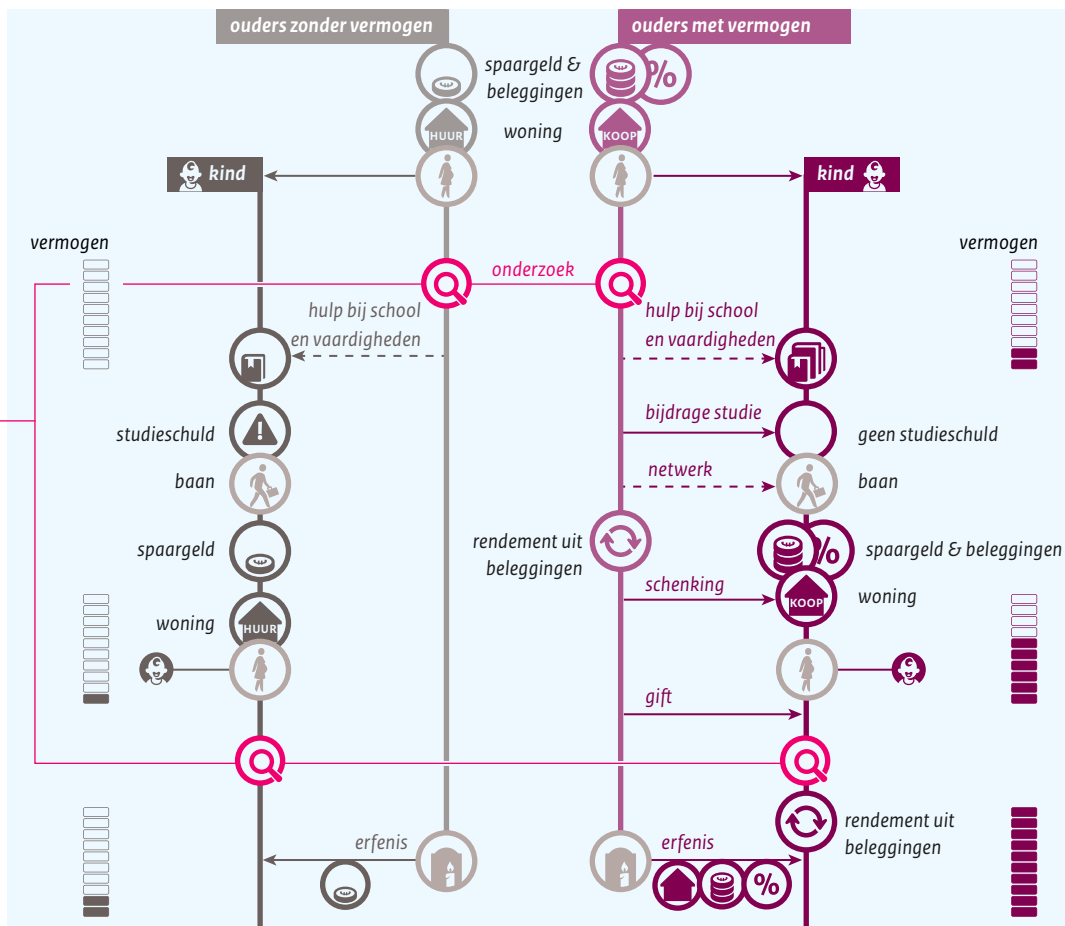 ouders zonder vermogen
ouders met vermogen
spaargeld &
beleggingen
%
HUUR
woning
KOOP
kind
kind
vermogen
vermogen
onderzoek
hulp bij school
en vaardigheden
hulp bij school
en vaardigheden
studieschuld
bijdrage studie
geen studieschuld
baan
netwerk
baan
spaargeld
rendement uit
beleggingen
%
spaargeld & beleggingen
schenking
KOOP
woning
woning
HUUR
gift
rendement uit
beleggingen
erfenis
erfenis
%